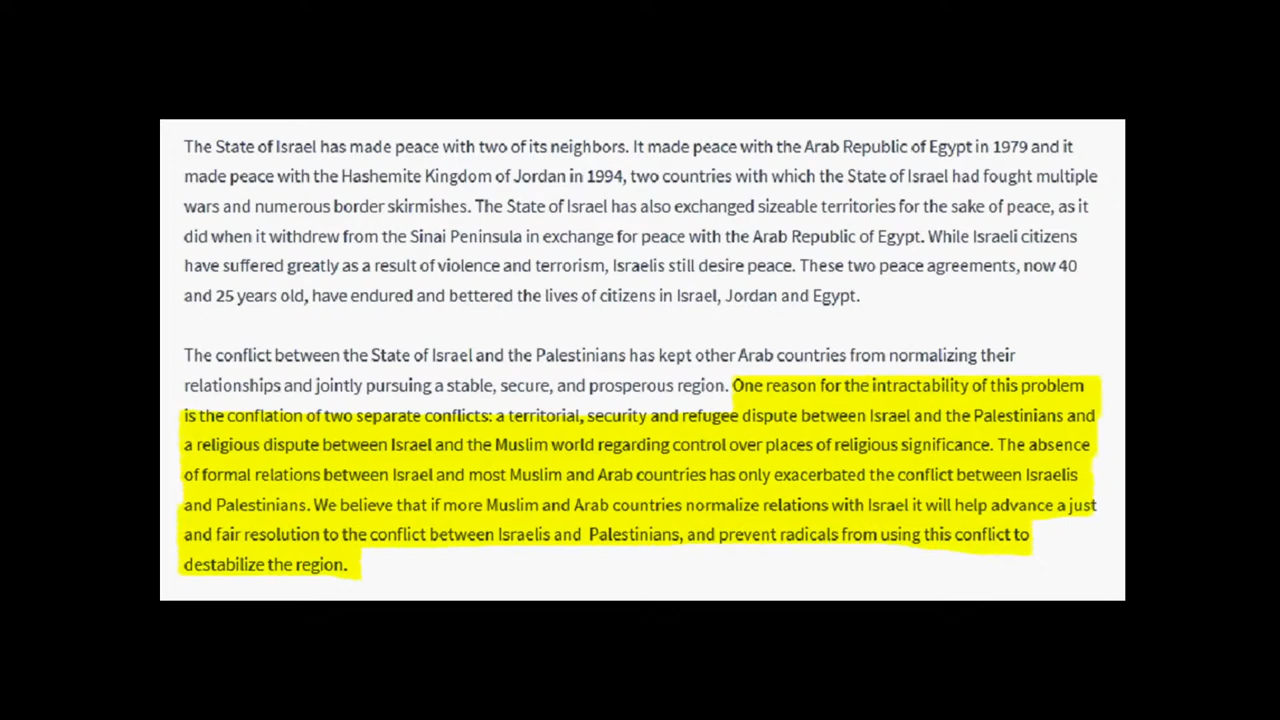 The State of Israel has made peace with two of its neighbors. It made peace with the Arab Republic of Egypt in 1979 and it
made peace with the Hashemite Kingdom of Jordan in 1994, two countries with which the State of Israel had fought multiple
wars and numerous border skirmishes. The State of Israel has also exchanged sizeable territories for the sake of peace, as it
did when it withdrew from the Sinai Peninsula in exchange for peace with the Arab Republic of Egypt. While Israeli citizens
have suffered greatly as a result of violence and terrorism, Israelis still desire peace. These two peace agreements, now 40
and 25 years old, have endured and bettered the lives of citizens in Israel, Jordan and Egypt.
The conflict between the State of Israel and the Palestinians has kept other Arab countries from normalizing their
relationships and jointly pursuing a stable, secure, and prosperous region. One reason for the intractability of this problem
is the conflation of two separate conflicts: a territorial, security and refugee dispute between Israel and the Palestinians and
a religious dispute between Israel and the Muslim world regarding control over places of religious significance. The absence
of formal relations between Israel and most Muslim and Arab countries has only exacerbated the conflict between Israelis
and Palestinians. We believe that if more Muslim and Arab countries normalize relations with Israel it will help advance a just
and fair resolution to the conflict between Israelis and Palestinians, and prevent radicals from using this conflict to
destabilize the region.